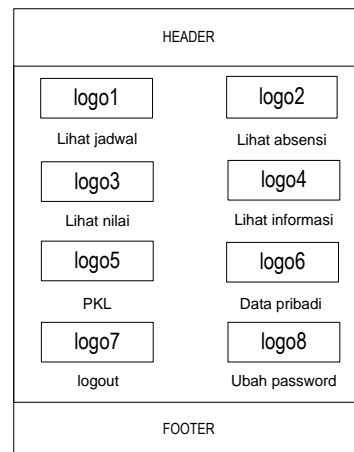 HEADER
logo1
logo2
Lihat jadwal
Lihat absensi
logo3
logo4
Lihat nilai
Lihat informasi
logo5
logo6
PKL
Data pribadi
logo7
logo8
logout
Ubah password
FOOTER